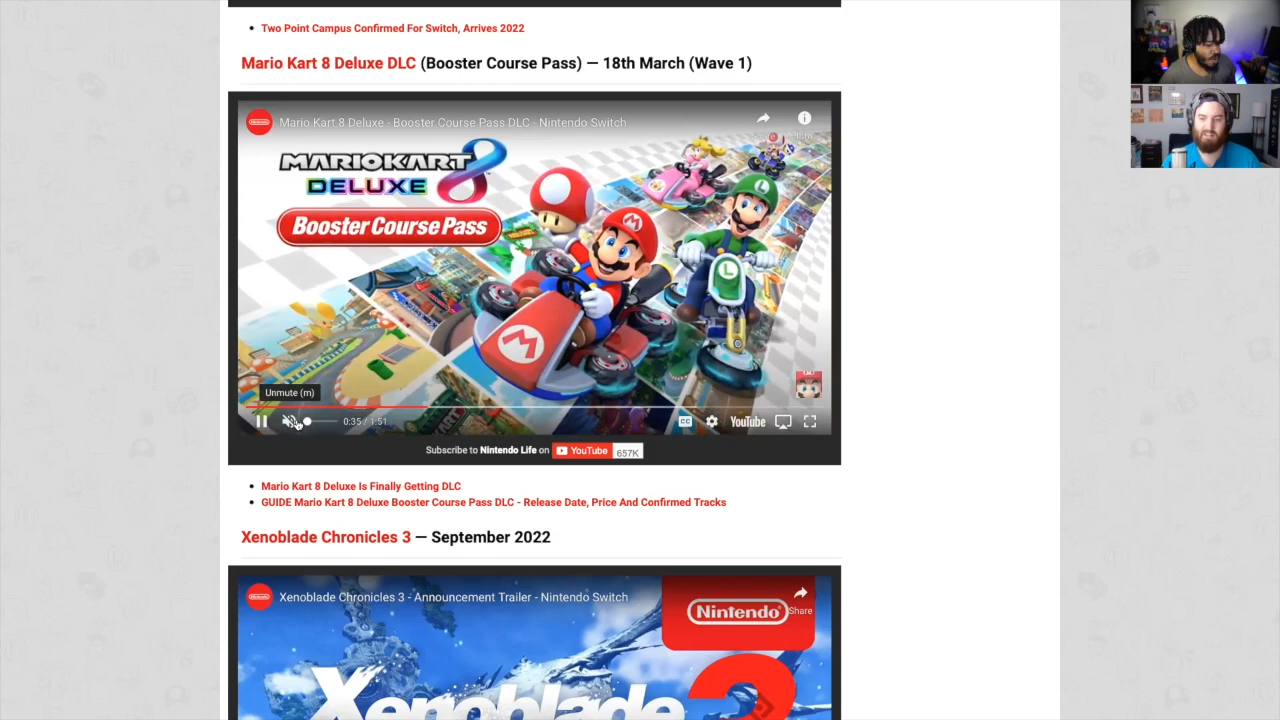 Two Point Campus Confirmed For Switch, Arrives 2022
Mario Kart 8 Deluxe DLC (Booster Course Pass) — 18th March (Wave 1)
Nintendo
Mario Kart 8 Deluxe - Booster Course Pass DLC - Nintendo Switch
MARIOKART 8
DELUXE
Booster Course Pass
M
L
M
Unmute (m)
0:35 / 1:51
CC
YouTube
Subscribe to Nintendo Life on YouTube 657K
Mario Kart 8 Deluxe Is Finally Getting DLC
GUIDE Mario Kart 8 Deluxe Booster Course Pass DLC - Release Date, Price And Confirmed Tracks
Xenoblade Chronicles 3 — September 2022
Nintendo
Xenoblade Chronicles 3 - Announcement Trailer - Nintendo Switch
Share
Nintendo
Xenoblade 3